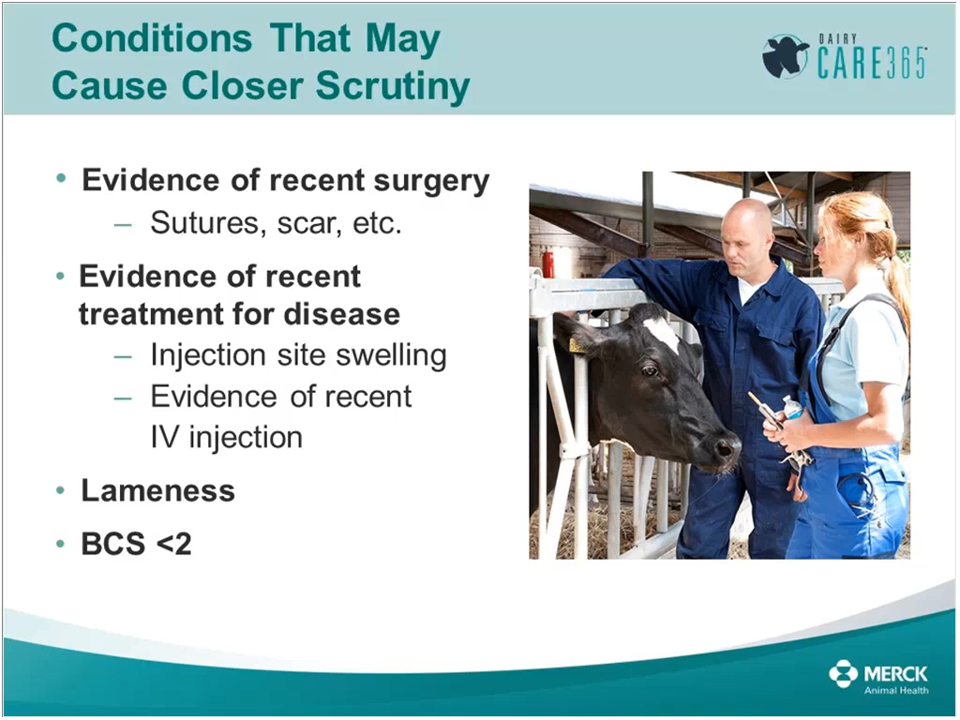 Conditions That May
Cause Closer Scrutiny
DAIRY
CARE365™
• Evidence of recent surgery
– Sutures, scar, etc.
• Evidence of recent
treatment for disease
– Injection site swelling
– Evidence of recent
IV injection
• Lameness
• BCS <2
MERCK
Animal Health